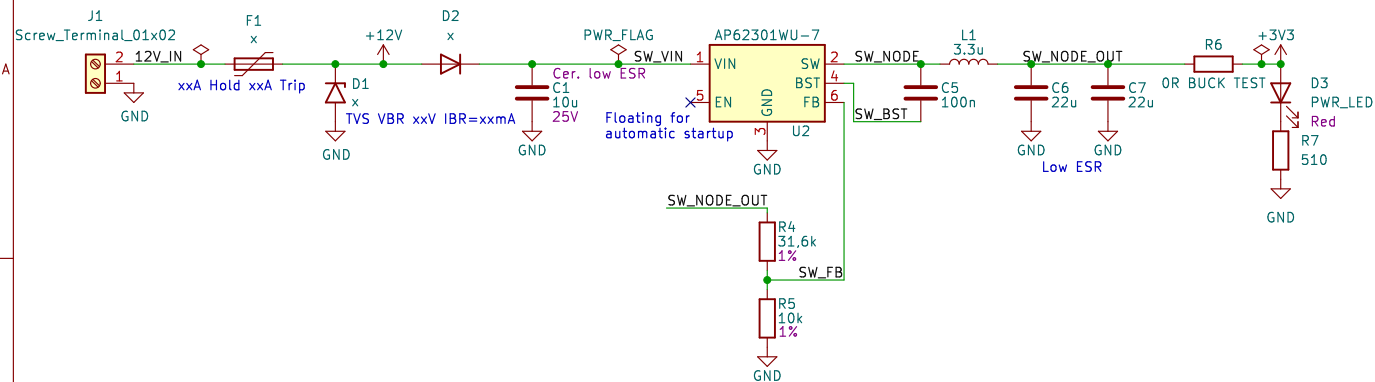 J1
Screw_Terminal_01x02
2
12V_IN
1
GND
F1
x
xxA Hold xxA Trip
+12V
D1
x
TVS VBR xxV IBR=xxmA
GND
D2
x
PWR_FLAG
SW_VIN
Cer. low ESR
C1
10u
25V
GND
Floating for
automatic startup
AP62301WU-7
1
VIN
5
EN
GND
3
SW
2
BST
4
FB
6
U2
GND
SW_NODE
SW_BST
C5
100n
L1
3.3u
SW_NODE_OUT
C6
22u
GND
C7
22u
GND
Low ESR
R6
0R BUCK TEST
+3V3
D3
PWR_LED
Red
R7
510
GND
SW_NODE_OUT
R4
31,6k
1%
SW_FB
R5
10k
1%
GND
A